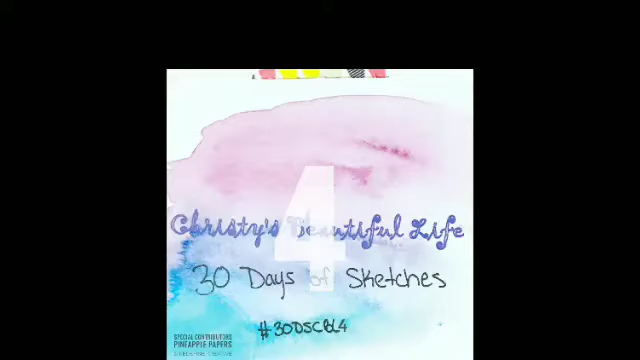 4
Christy's Beautiful Life
30 Days of Sketches
#30DSCBL4
SPECIAL CONTRIBUTORS
PINEAPPLE PAPERS